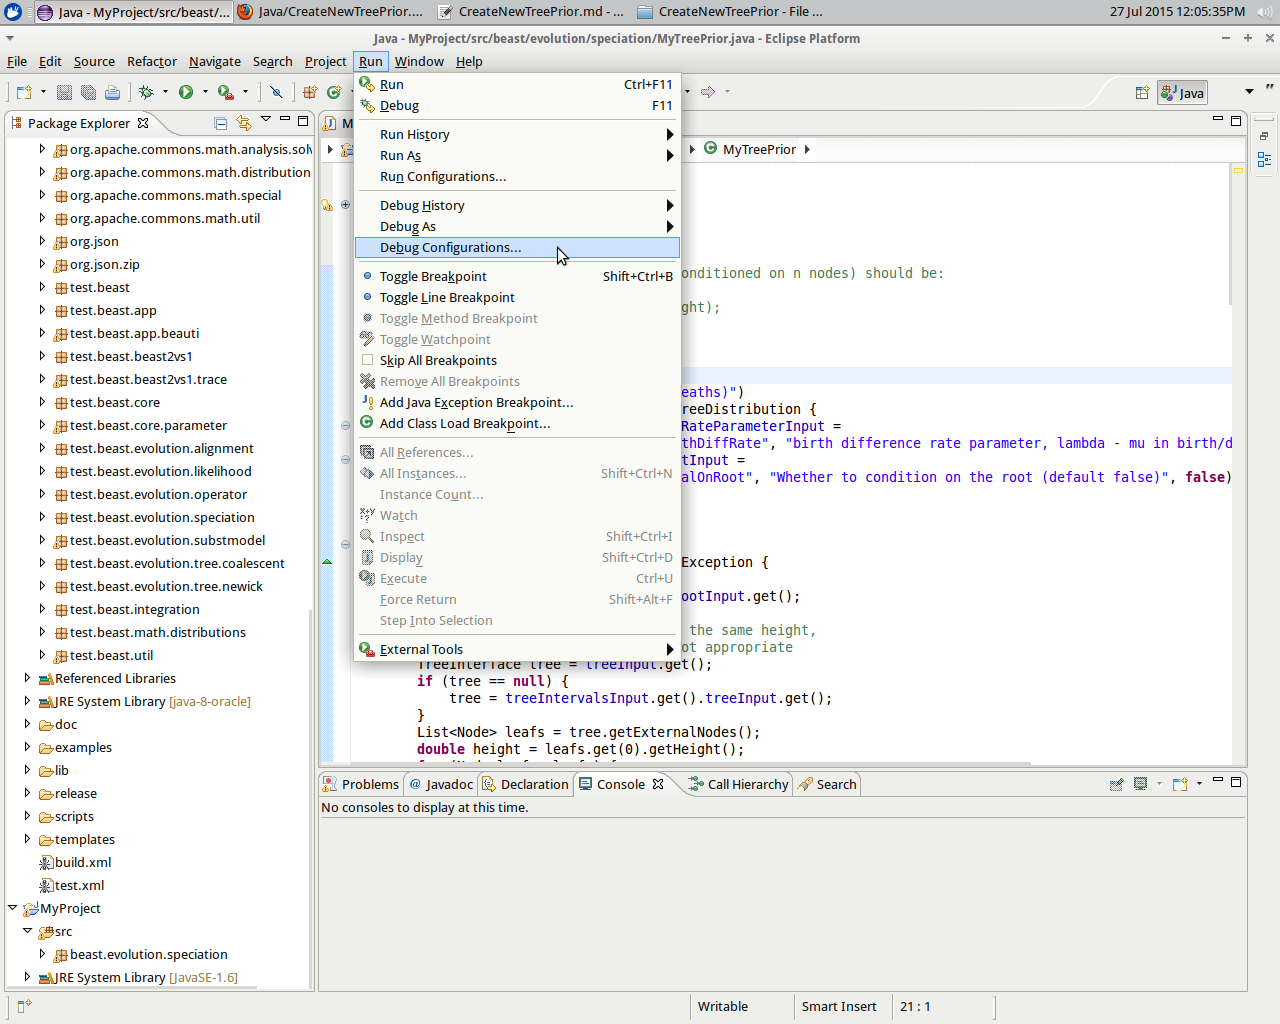 Java - MyProject/src/beast/...
Java/CreateNewTreePrior....
CreateNewTreePrior.md - ...
CreateNewTreePrior - File ...
27 Jul 2015 12:05:35PM
Java - MyProject/src/beast/evolution/speciation/MyTreePrior.java - Eclipse Platform
File Edit Source Refactor Navigate Search Project Run Window Help
Java
Package Explorer
org.apache.commons.math.analysis.solv
org.apache.commons.math.distribution
org.apache.commons.math.special
org.apache.commons.math.util
org.json
org.json.zip
test.beast
test.beast.app
test.beast.app.beauti
test.beast.beast2vs1
test.beast.beast2vs1.trace
test.beast.core
test.beast.core.parameter
test.beast.evolution.alignment
test.beast.evolution.likelihood
test.beast.evolution.operator
test.beast.evolution.speciation
test.beast.evolution.substmodel
test.beast.evolution.tree.coalescent
test.beast.evolution.tree.newick
test.beast.integration
test.beast.math.distributions
test.beast.util
Referenced Libraries
JRE System Library [java-8-oracle]
doc
examples
lib
release
scripts
templates
build.xml
test.xml
MyProject
src
beast.evolution.speciation
JRE System Library [JavaSE-1.6]
Run Ctrl+F11
Debug F11
Run History
Run As
Run Configurations...
Debug History
Debug As
Debug Configurations...
Toggle Breakpoint Shift+Ctrl+B
Toggle Line Breakpoint
Toggle Method Breakpoint
Toggle Watchpoint
Skip All Breakpoints
Remove All Breakpoints
Add Java Exception Breakpoint...
Add Class Load Breakpoint...
All References...
All Instances... Shift+Ctrl+N
Instance Count...
Watch
Inspect Shift+Ctrl+I
Display Shift+Ctrl+D
Execute Ctrl+U
Force Return Shift+Alt+F
Step Into Selection
External Tools
M
MyTreePrior
onditioned on n nodes) should be:
ght);
eaths)")
reeDistribution {
RateParameterInput =
thDiffRate", "birth difference rate parameter, lambda - mu in birth/d
tInput =
alOnRoot", "Whether to condition on the root (default false)", false)
Exception {
ootInput.get();
the same height,
ot appropriate
TreeInterface tree = treeInput.get();
if (tree == null) {
tree = treeIntervalsInput.get().treeInput.get();
}
List<Node> leafs = tree.getExternalNodes();
double height = leafs.get(0).getHeight();
Problems
Javadoc
Declaration
Console
Call Hierarchy
Search
No consoles to display at this time.
Writable
Smart Insert
21 : 1